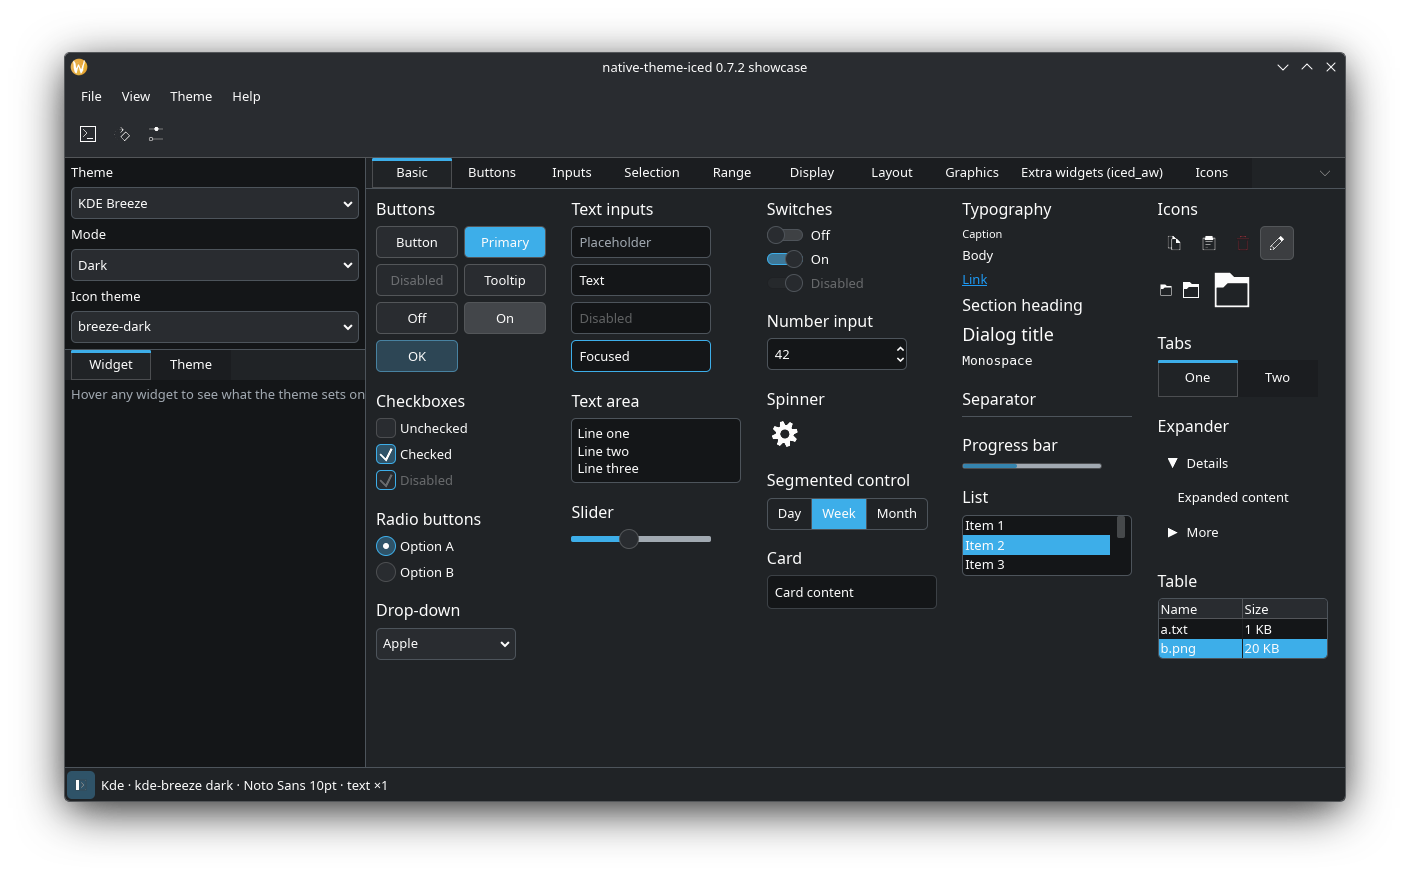 native-theme-iced 0.7.2 showcase
File View Theme Help
Theme
KDE Breeze
Mode
Dark
Icon theme
breeze-dark
Widget Theme
Hover any widget to see what the theme sets on
Basic Buttons Inputs Selection Range Display Layout Graphics Extra widgets (iced_aw) Icons
Buttons
Button Primary
Disabled Tooltip
Off On
OK
Checkboxes
Unchecked
Checked
Disabled
Radio buttons
Option A
Option B
Drop-down
Apple
Text inputs
Placeholder
Text
Disabled
Focused
Text area
Line one
Line two
Line three
Slider
Switches
Off
On
Disabled
Number input
42
Spinner
Segmented control
Day Week Month
Card
Card content
Typography
Caption
Body
Link
Section heading
Dialog title
Monospace
Separator
Progress bar
List
Item 1
Item 2
Item 3
Icons
Tabs
One Two
Expander
Details
Expanded content
More
Table
Name Size
a.txt 1 KB
b.png 20 KB
Kde · kde-breeze dark · Noto Sans 10pt · text ×1